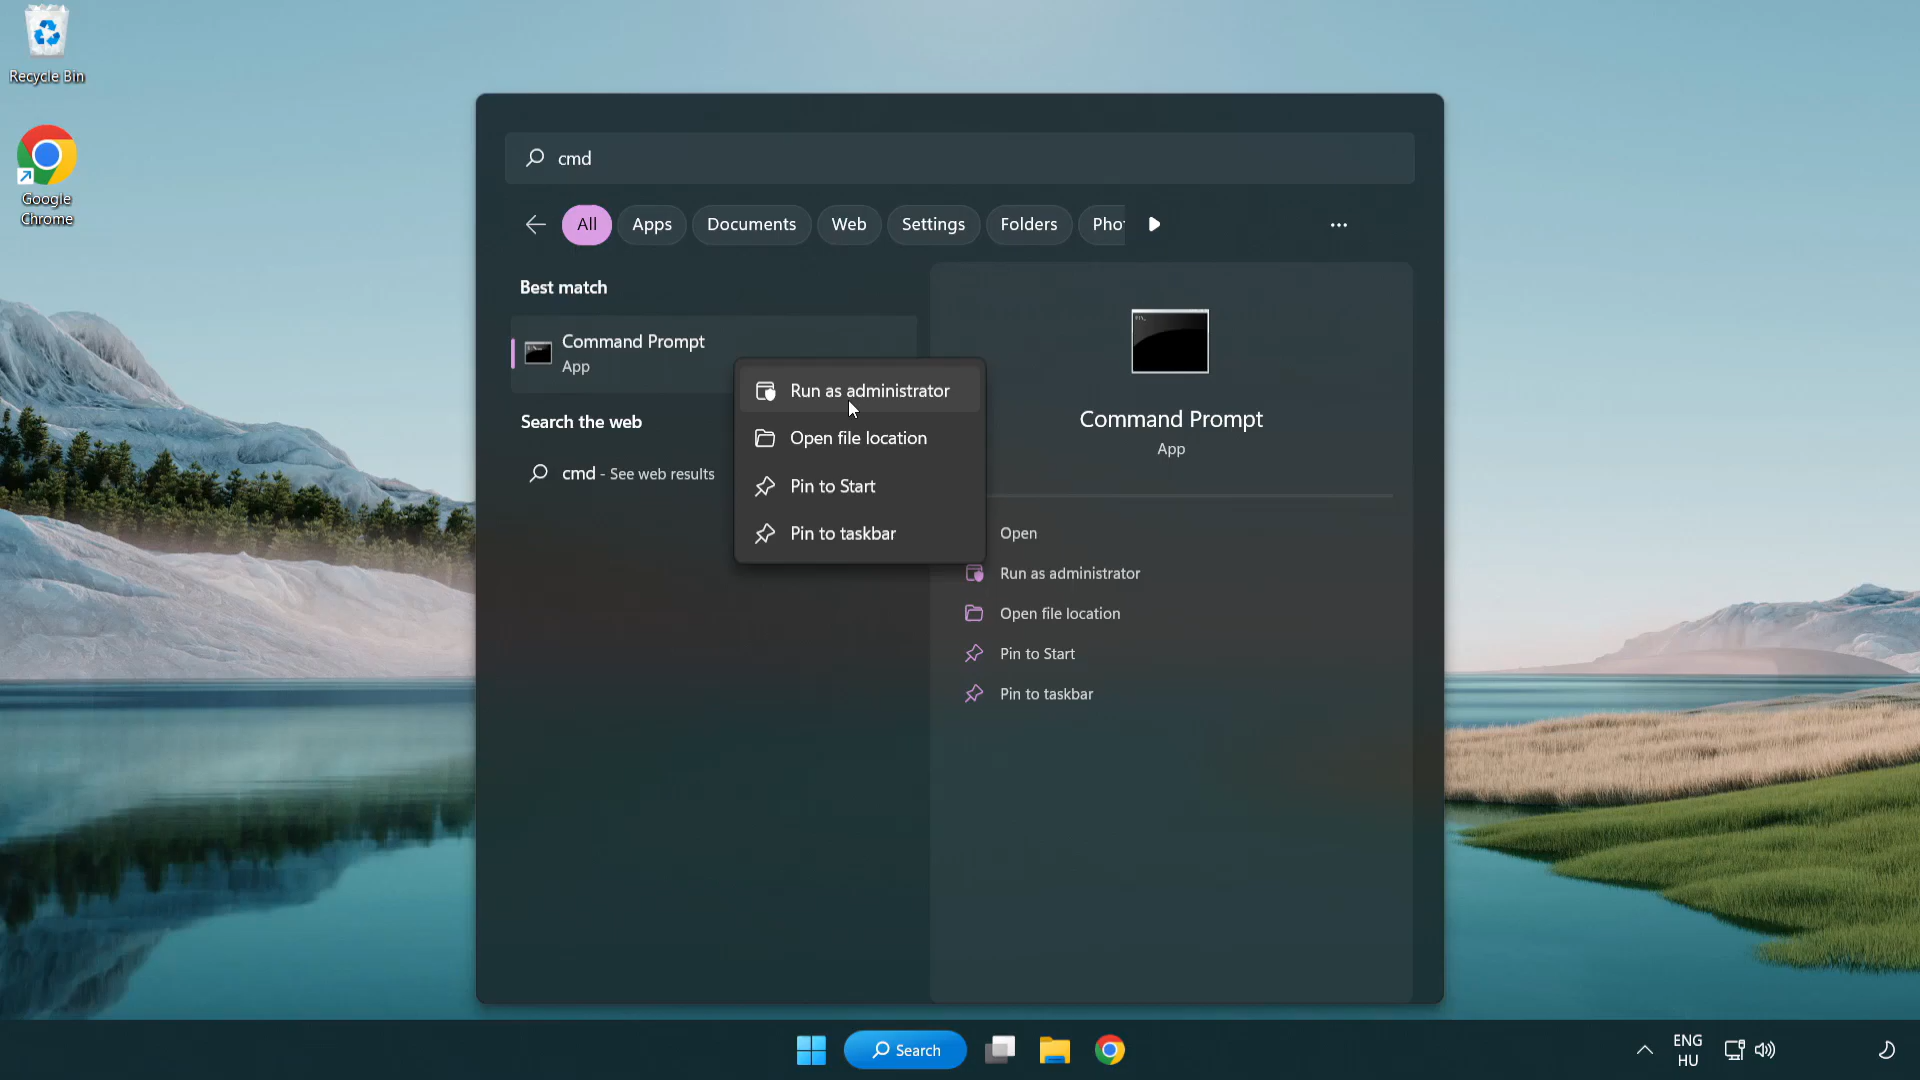 Recycle Bin
Google
Chrome
cmd
All
Apps
Documents
Web
Settings
Folders
Pho
Best match
Command Prompt
App
Search the web
cmd - See web results
Run as administrator
Open file location
Pin to Start
Pin to taskbar
Command Prompt
App
Open
Run as administrator
Open file location
Pin to Start
Pin to taskbar
Search
ENG
HU